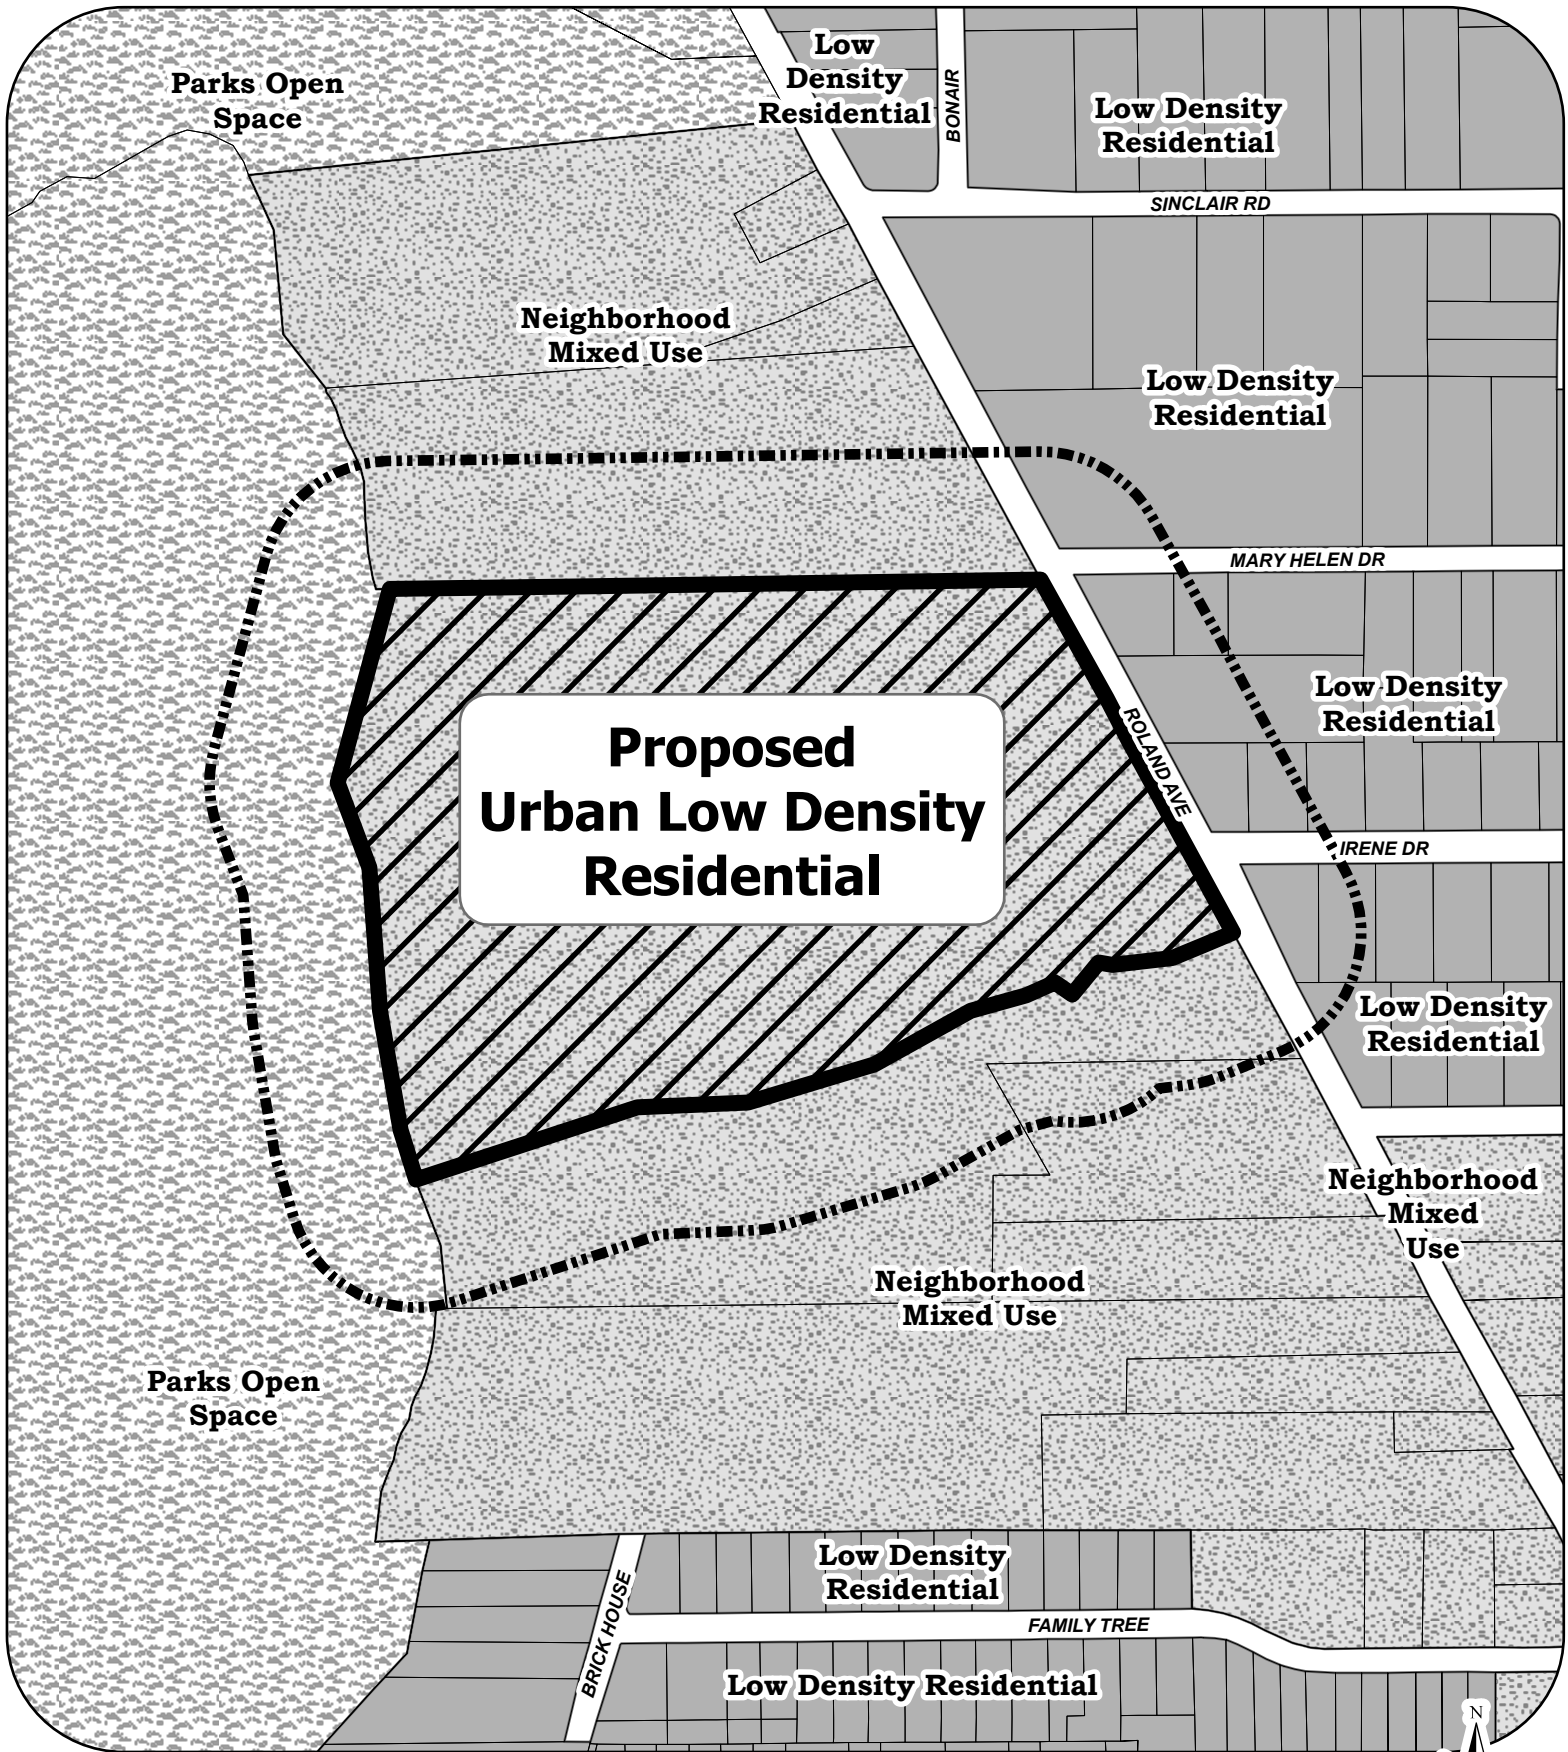 Parks Open
Space
Low
Density
Residential
BONAIR
Low Density
Residential
SINCLAIR RD
Neighborhood
Mixed Use
Low Density
Residential
MARY HELEN DR
Low Density
Residential
Proposed
Urban Low Density
Residential
ROLAND AVE
IRENE DR
Low Density
Residential
Neighborhood
Mixed
Use
Neighborhood
Mixed Use
Parks Open
Space
Low Density
Residential
BRICK HOUSE
FAMILY TREE
Low Density Residential
N